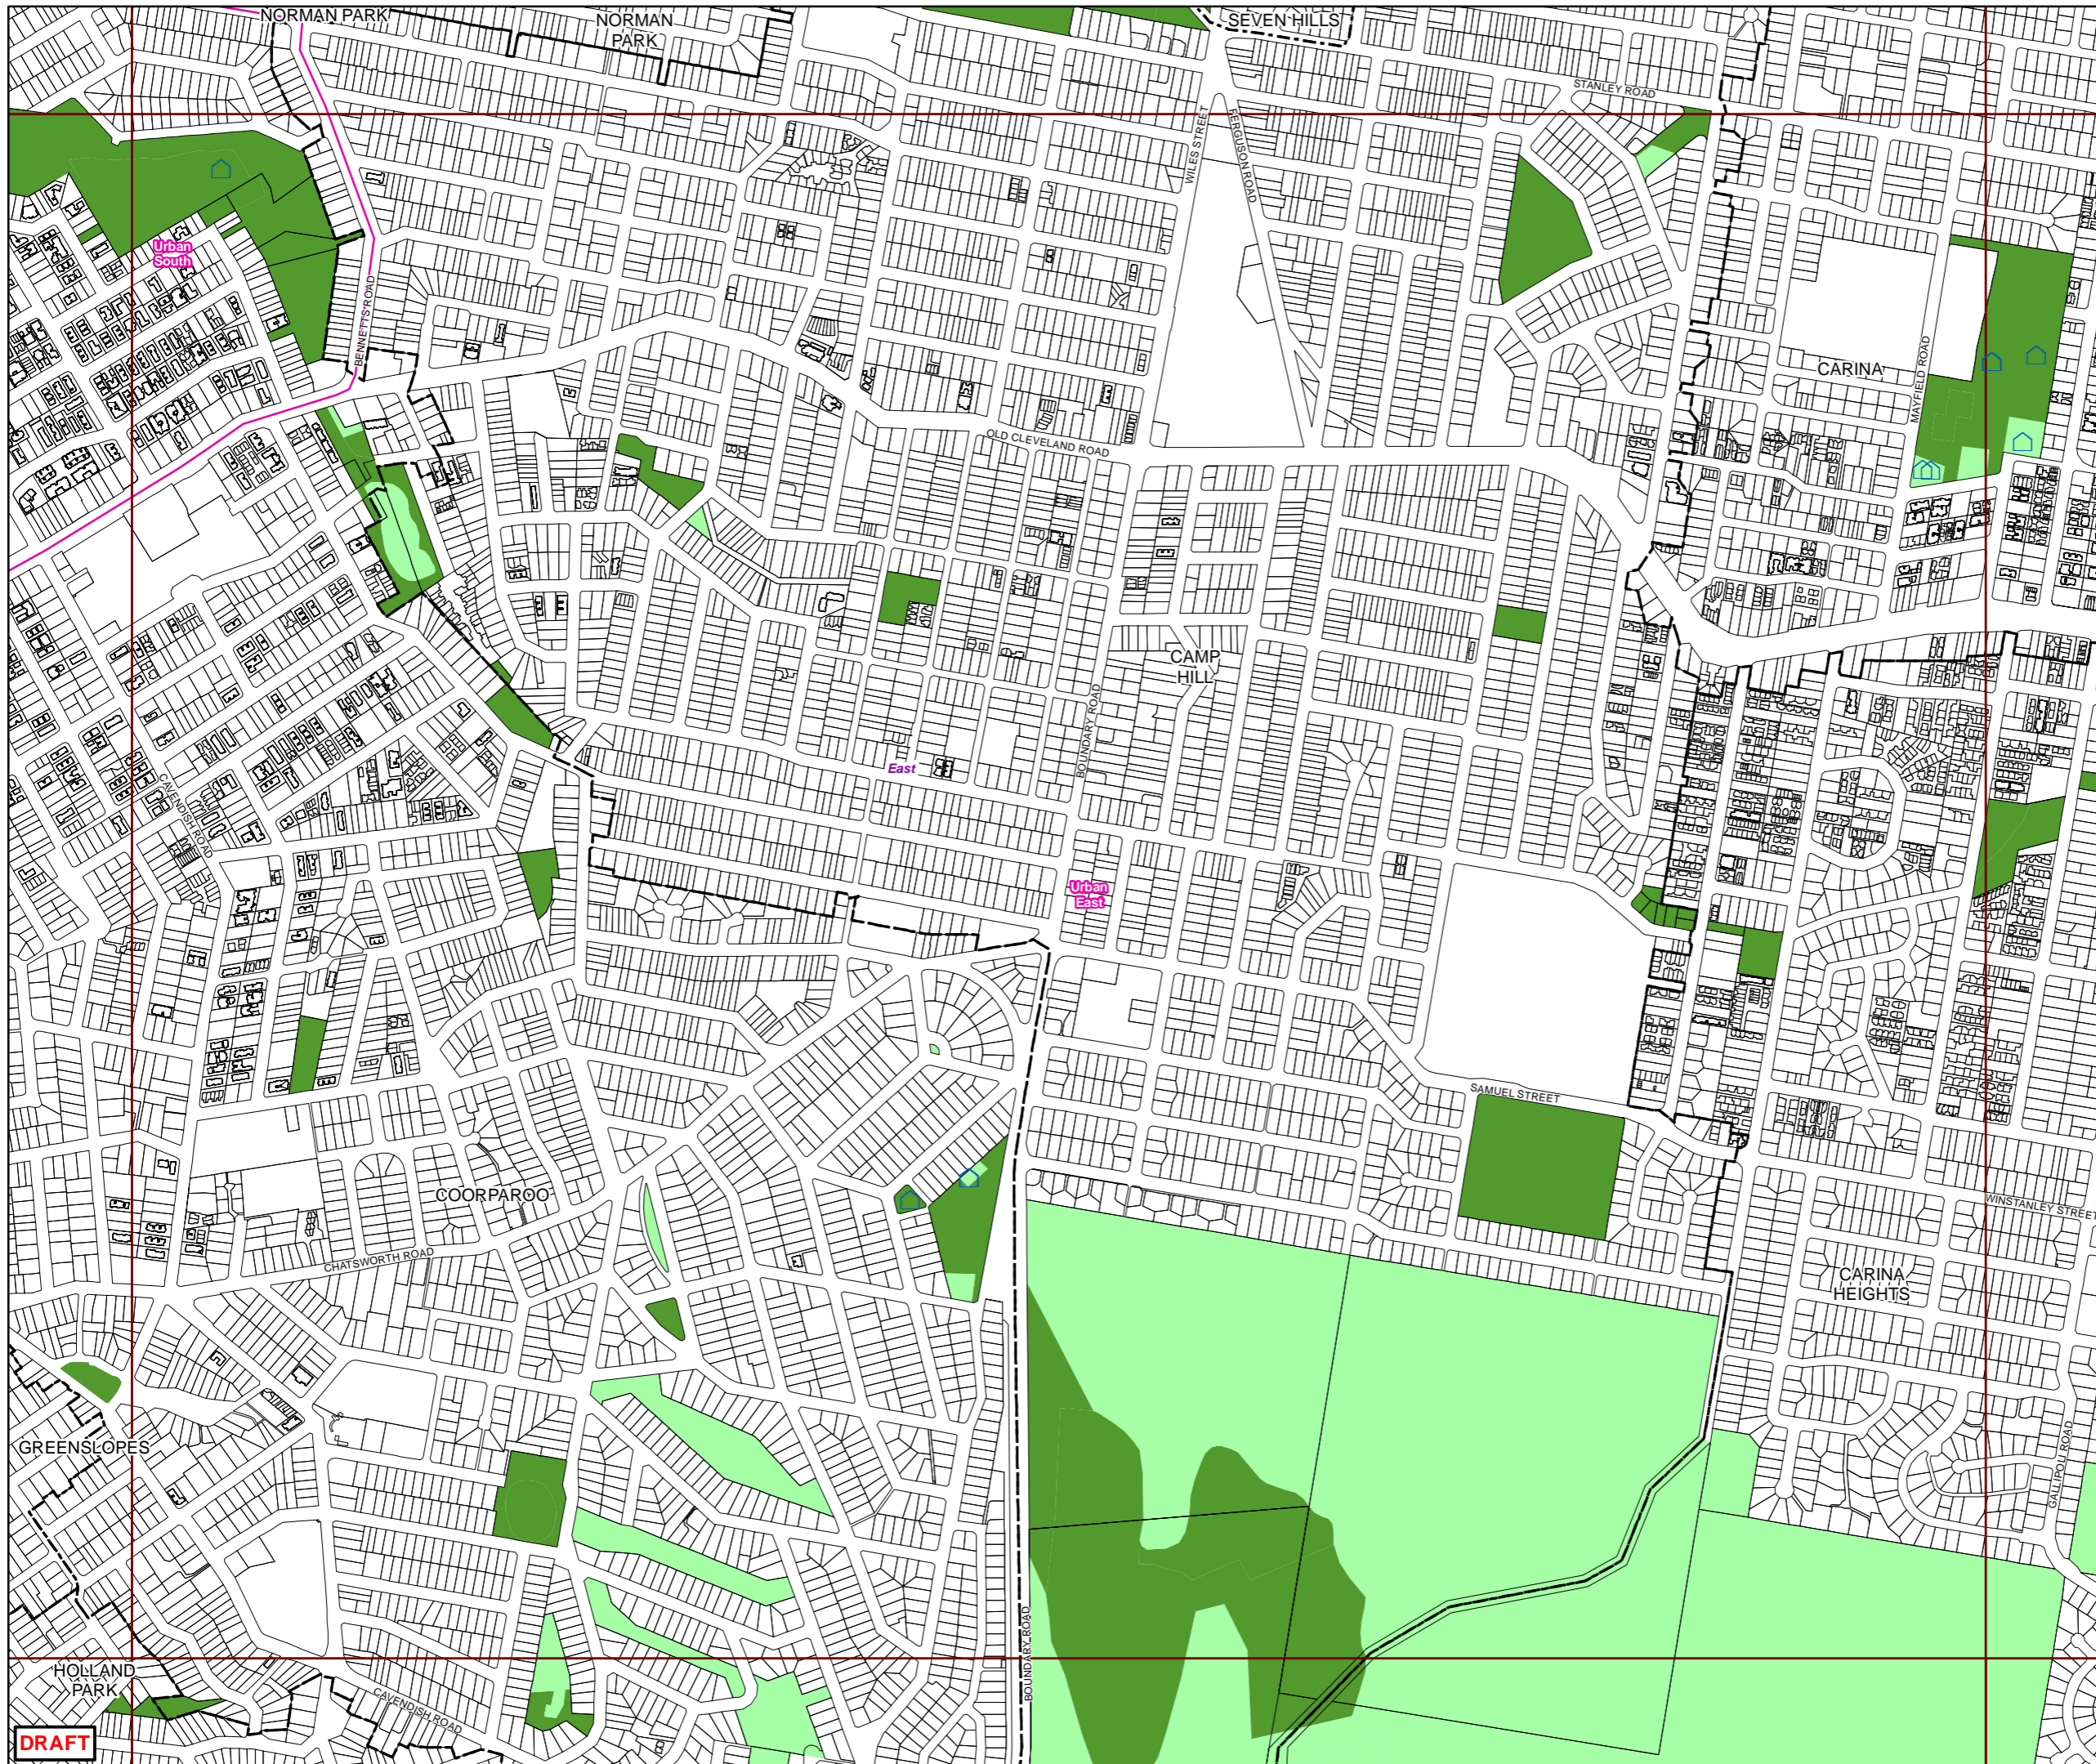 NORMAN PARK
NORMAN
PARK
SEVEN HILLS
STANLEY ROAD
WILES STREET
FERGUSON ROAD
Urban
South
BENNETTS ROAD
CARINA
MAYFIELD ROAD
OLD CLEVELAND ROAD
CAMP
HILL
BOUNDARY ROAD
East
CAVENDISH ROAD
Urban
East
SAMUEL STREET
COORPAROO
WINSTANLEY STREET
CHATSWORTH ROAD
CARINA
HEIGHTS
GREENSLOPES
GALLIPOLI ROAD
BOUNDARY ROAD
HOLLAND
PARK
CAVENDISH ROAD
DRAFT